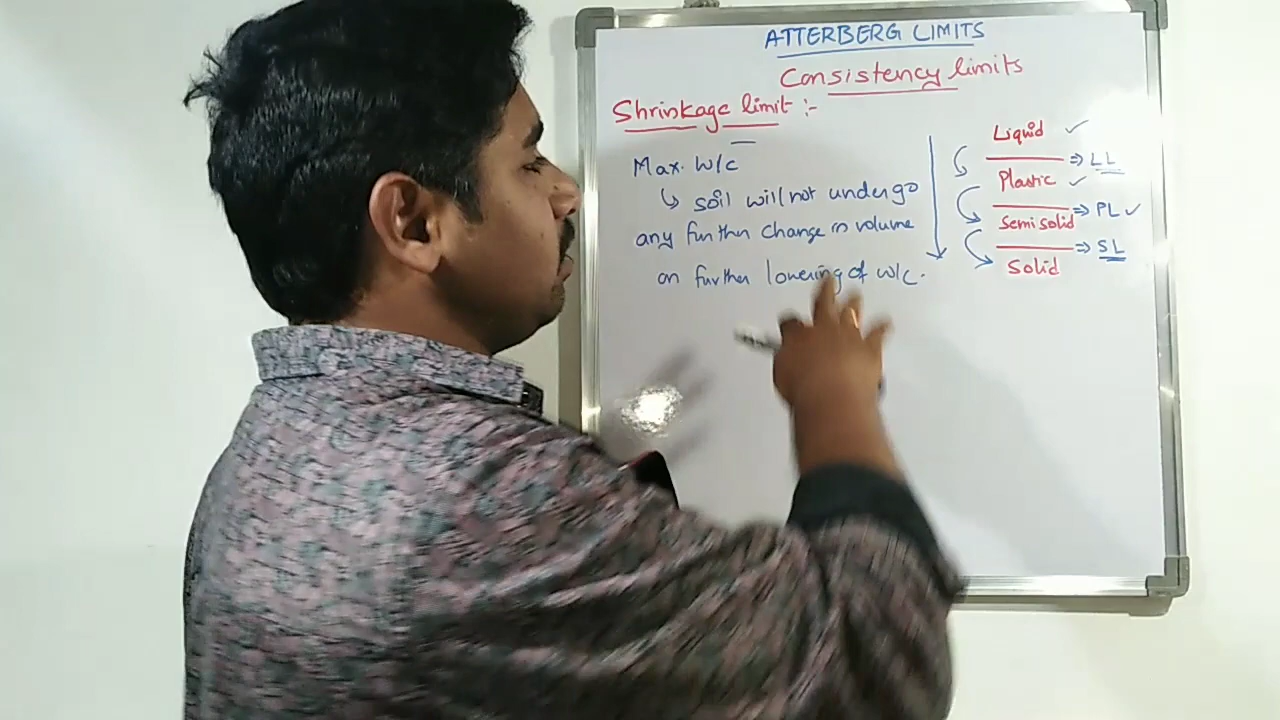 ATTERBERG LIMITS
Consistency limits
Shrinkage limit :-
Max. W/c
↳ soil will not undergo
any further change in volume
on further lowering of w/c.
Liquid ✓
⇒ LL
Plastic ✓
⇒ PL ✓
Semi solid
⇒ SL
Solid